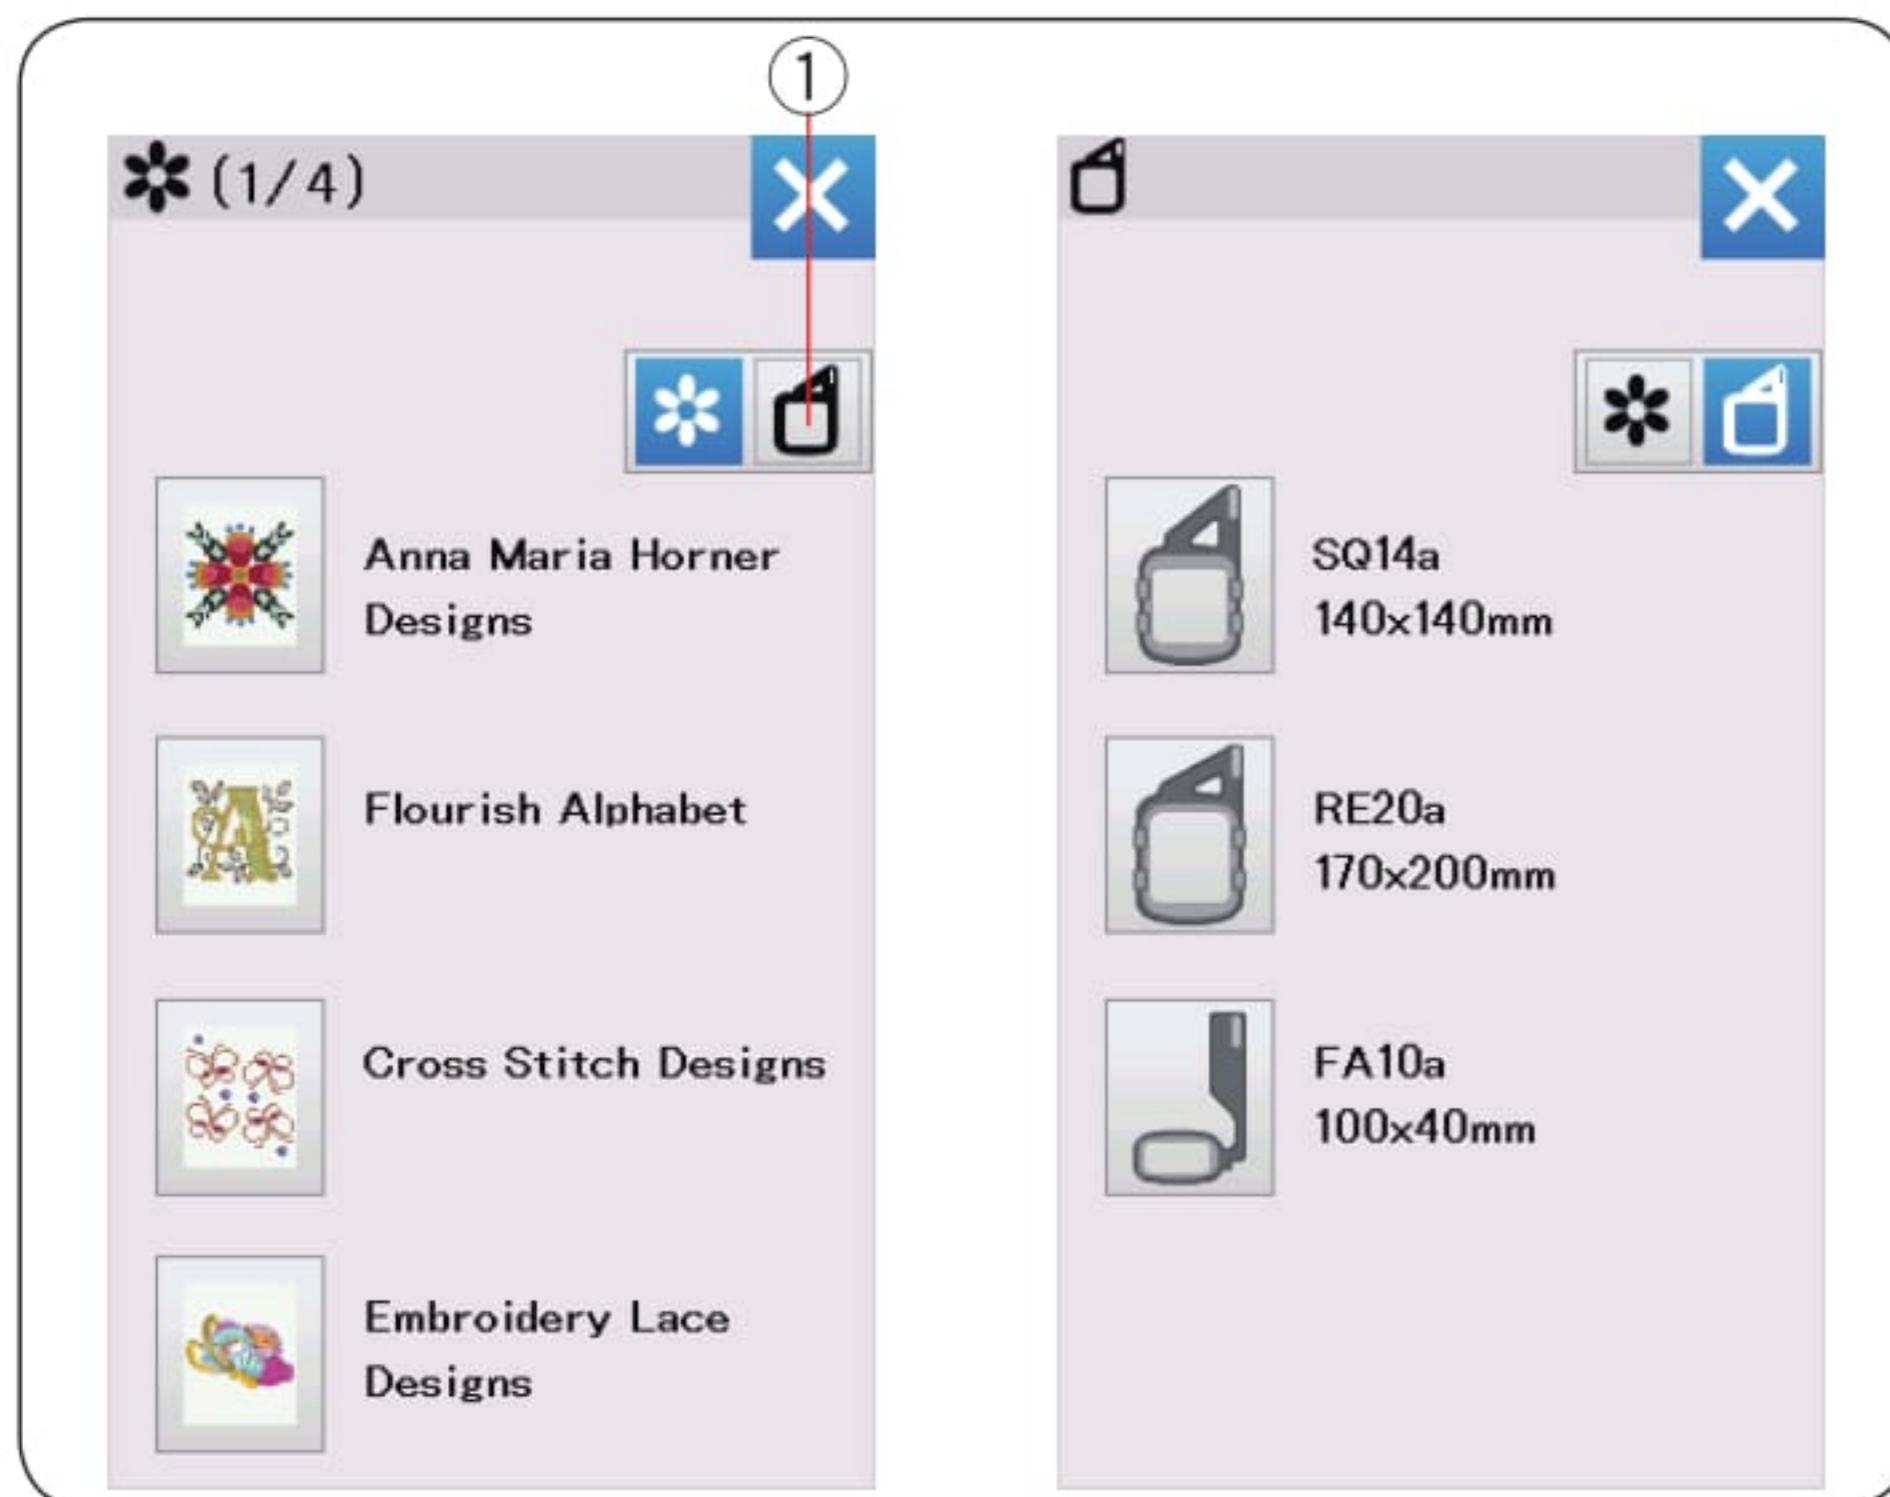 ①
(1/4)
Anna Maria Horner
Designs
Flourish Alphabet
Cross Stitch Designs
Embroidery Lace
Designs
SQ14a
140x140mm
RE20a
170x200mm
FA10a
100x40mm